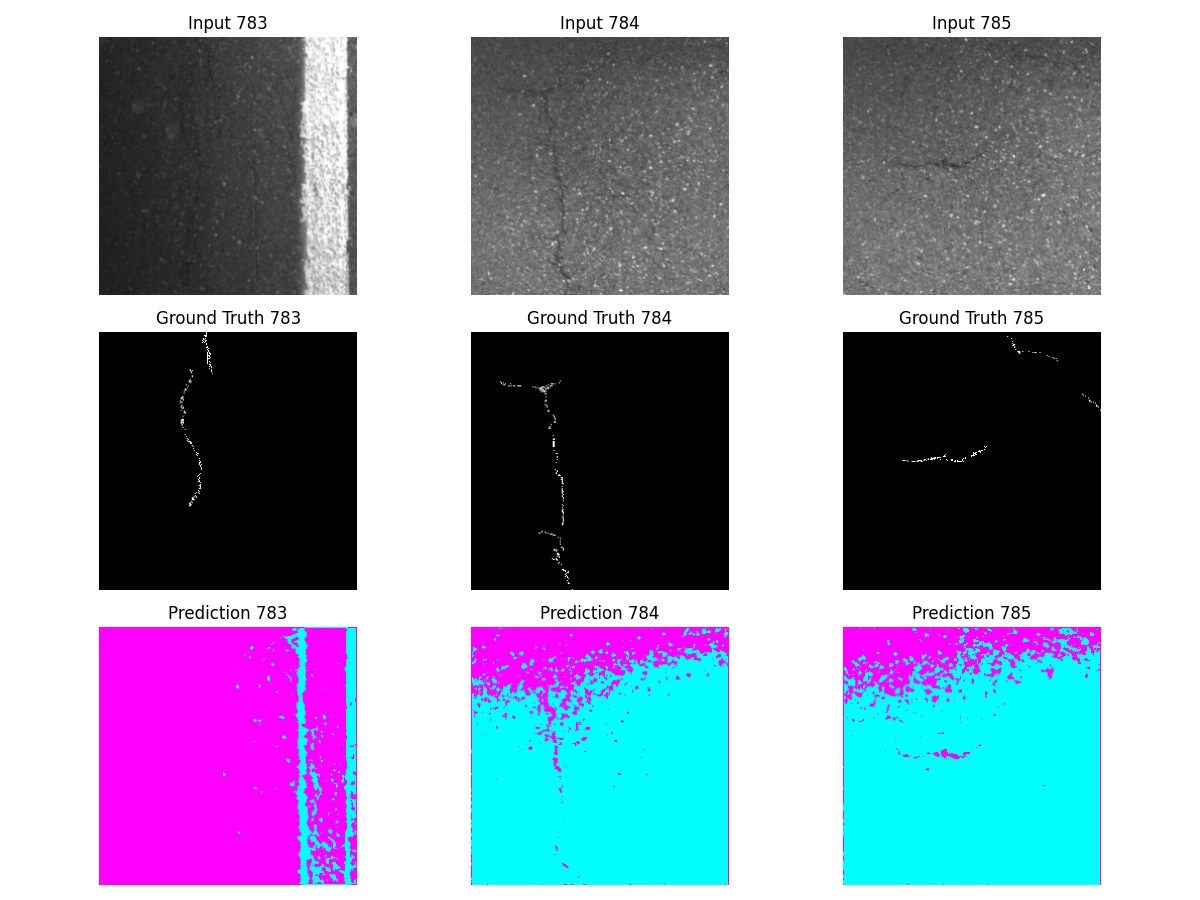 Input 783
Input 784
Input 785
Ground Truth 783
Ground Truth 784
Ground Truth 785
Prediction 783
Prediction 784
Prediction 785